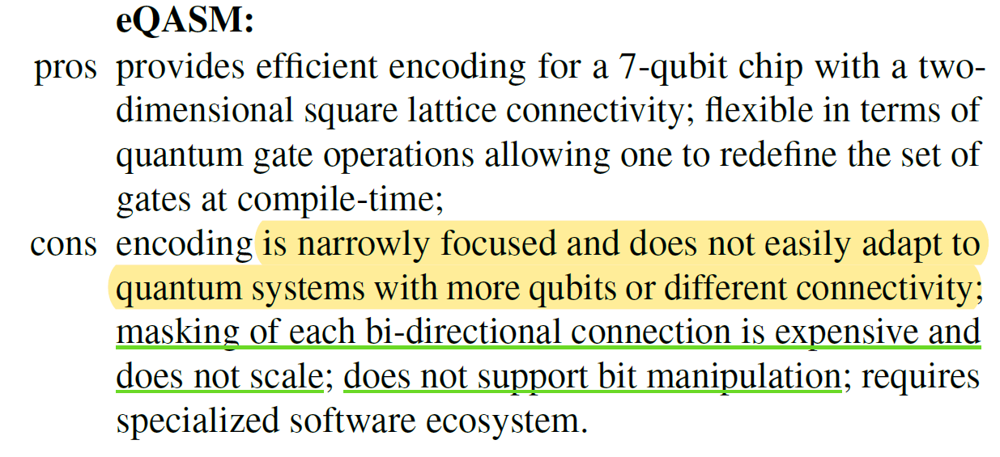 eQASM:
pros provides efficient encoding for a 7-qubit chip with a two-
dimensional square lattice connectivity; flexible in terms of
quantum gate operations allowing one to redefine the set of
gates at compile-time;
cons encoding is narrowly focused and does not easily adapt to
quantum systems with more qubits or different connectivity;
masking of each bi-directional connection is expensive and
does not scale; does not support bit manipulation; requires
specialized software ecosystem.